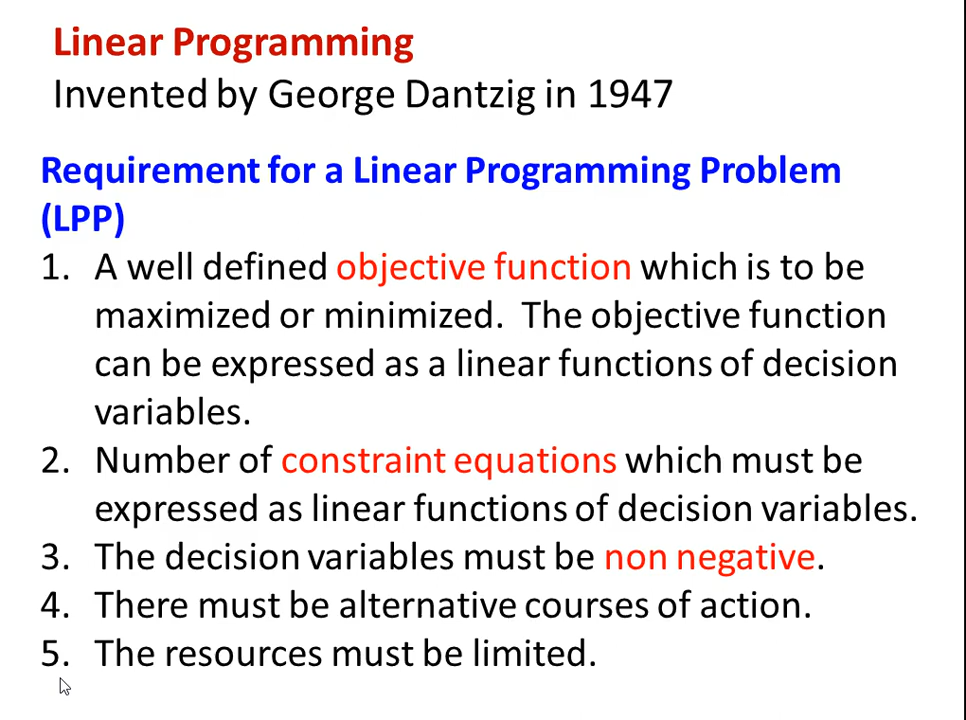 Linear Programming
Invented by George Dantzig in 1947
Requirement for a Linear Programming Problem
(LPP)
1. A well defined objective function which is to be
maximized or minimized. The objective function
can be expressed as a linear functions of decision
variables.
2. Number of constraint equations which must be
expressed as linear functions of decision variables.
3. The decision variables must be non negative.
4. There must be alternative courses of action.
5. The resources must be limited.